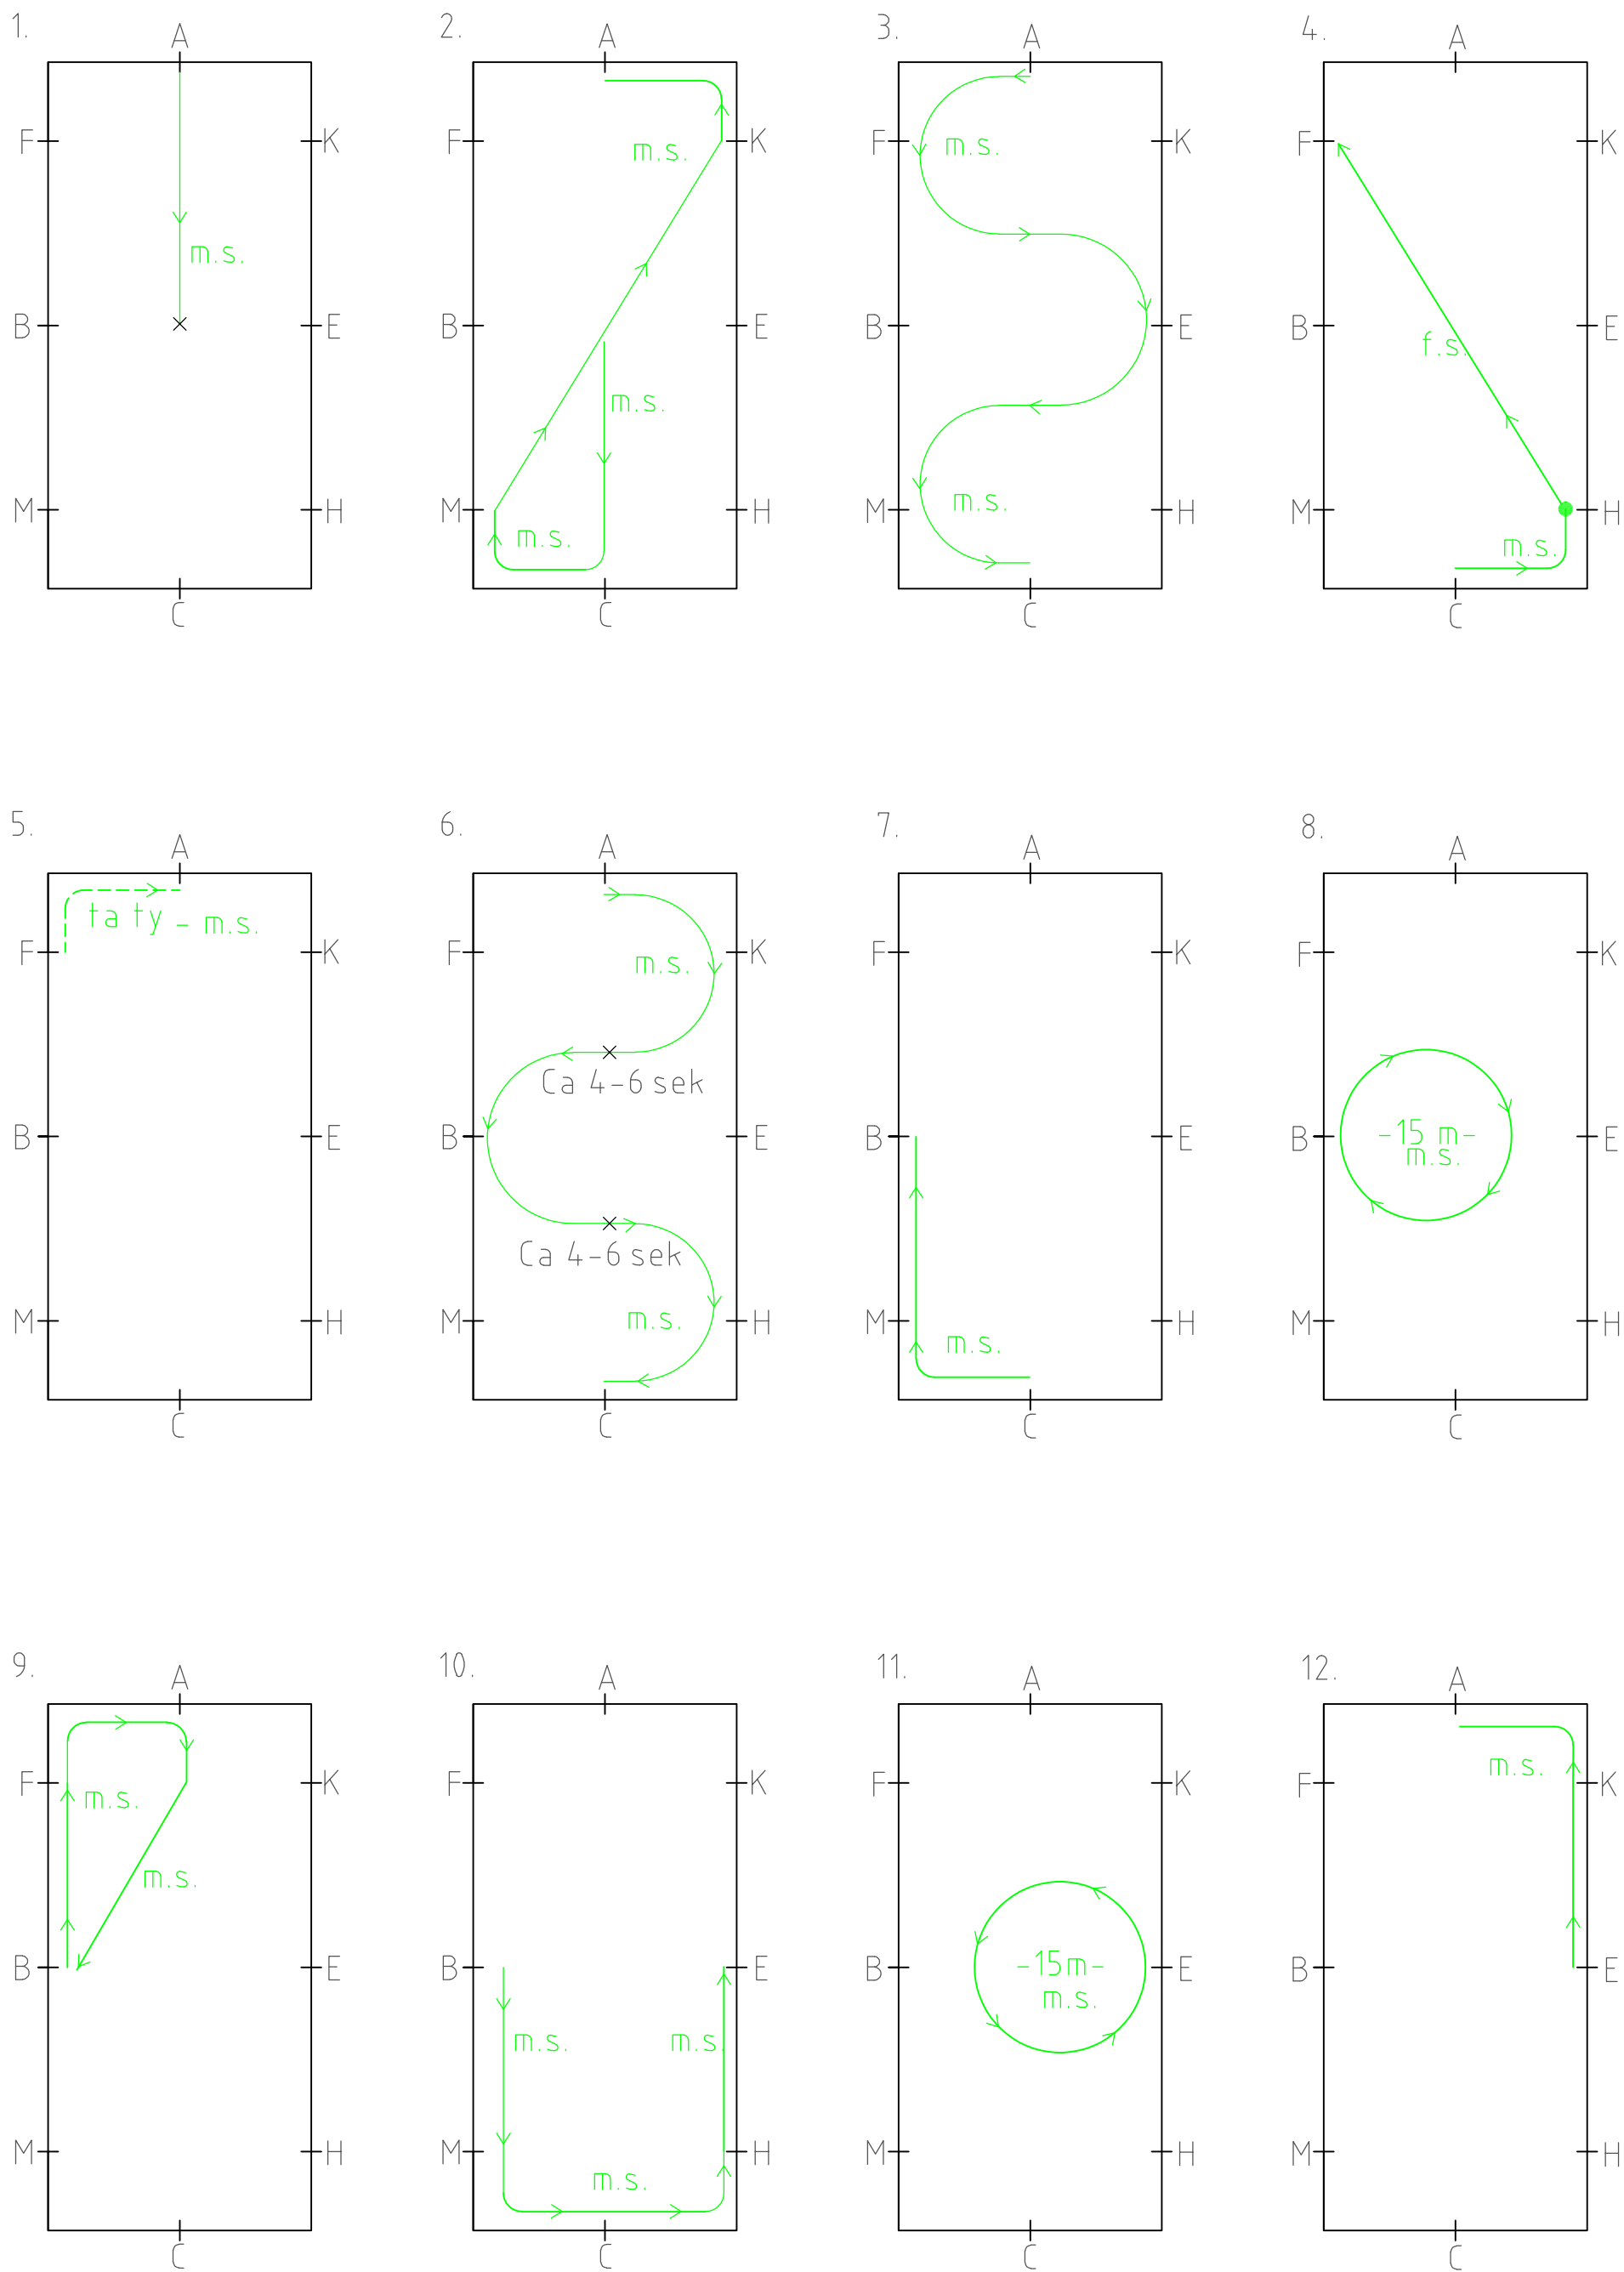 1.
A
F K
m.s.
B E
M H
C
2.
A
F K
m.s.
B E
m.s.
M H
m.s.
C
3.
A
F K
m.s.
B E
M H
m.s.
C
4.
A
F K
B E
f.s.
M H
m.s.
C
5.
A
ta ty - m.s.
F K
B E
M H
C
6.
A
F K
m.s.
Ca 4-6 sek
B E
Ca 4-6 sek
M H
m.s.
C
7.
A
F K
B E
M H
m.s.
C
8.
A
F K
B E
-15 m-
m.s.
M H
C
9.
A
F K
m.s.
m.s.
B E
M H
C
10.
A
F K
B E
m.s. m.s.
M H
m.s.
C
11.
A
F K
B E
-15m-
m.s.
M H
C
12.
A
m.s.
F K
B E
M H
C